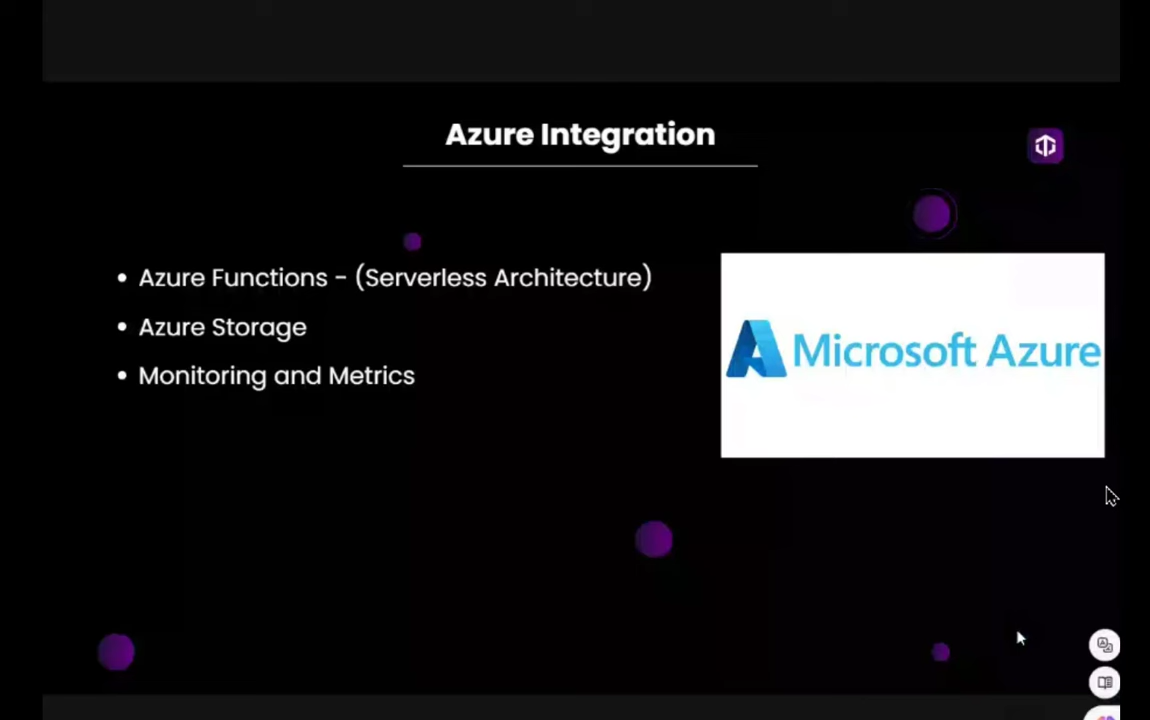 Azure Integration
• Azure Functions - (Serverless Architecture)
• Azure Storage
• Monitoring and Metrics
Microsoft Azure